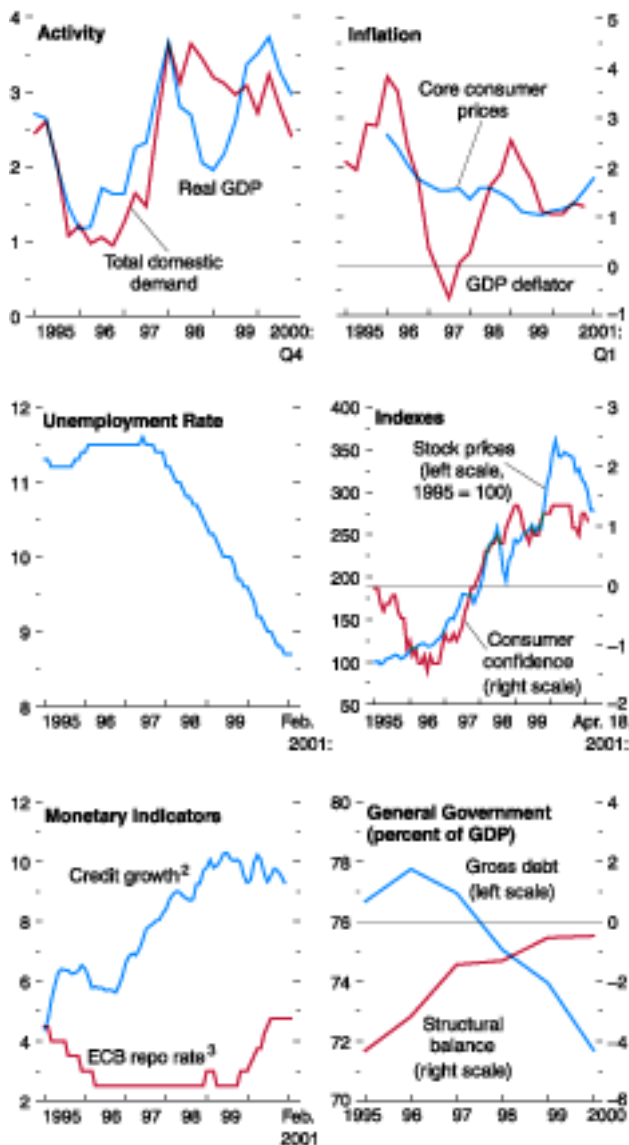 Activity
4
3
2
1
0
Real GDP
Total domestic
demand
1995 96 97 98 99 2000:
Q4
Inflation
5
4
3
2
1
0
-1
Core consumer
prices
GDP deflator
1995 96 97 98 99 2001:
Q1
Unemployment Rate
12
11
10
9
8
1995 96 97 98 99 Feb.
2001:
Indexes
400
350
300
250
200
150
100
50
3
2
1
0
-1
-2
Stock prices
(left scale,
1995 = 100)
Consumer
confidence
(right scale)
1995 96 97 98 99 Apr. 18
2001:
Monetary Indicators
12
10
8
6
4
2
Credit growth²
ECB repo rate³
1995 96 97 98 99 Feb.
2001
General Government
(percent of GDP)
80
78
76
74
72
70
4
2
0
-2
-4
-6
Gross debt
(left scale)
Structural
balance
(right scale)
1995 96 97 98 99 2000